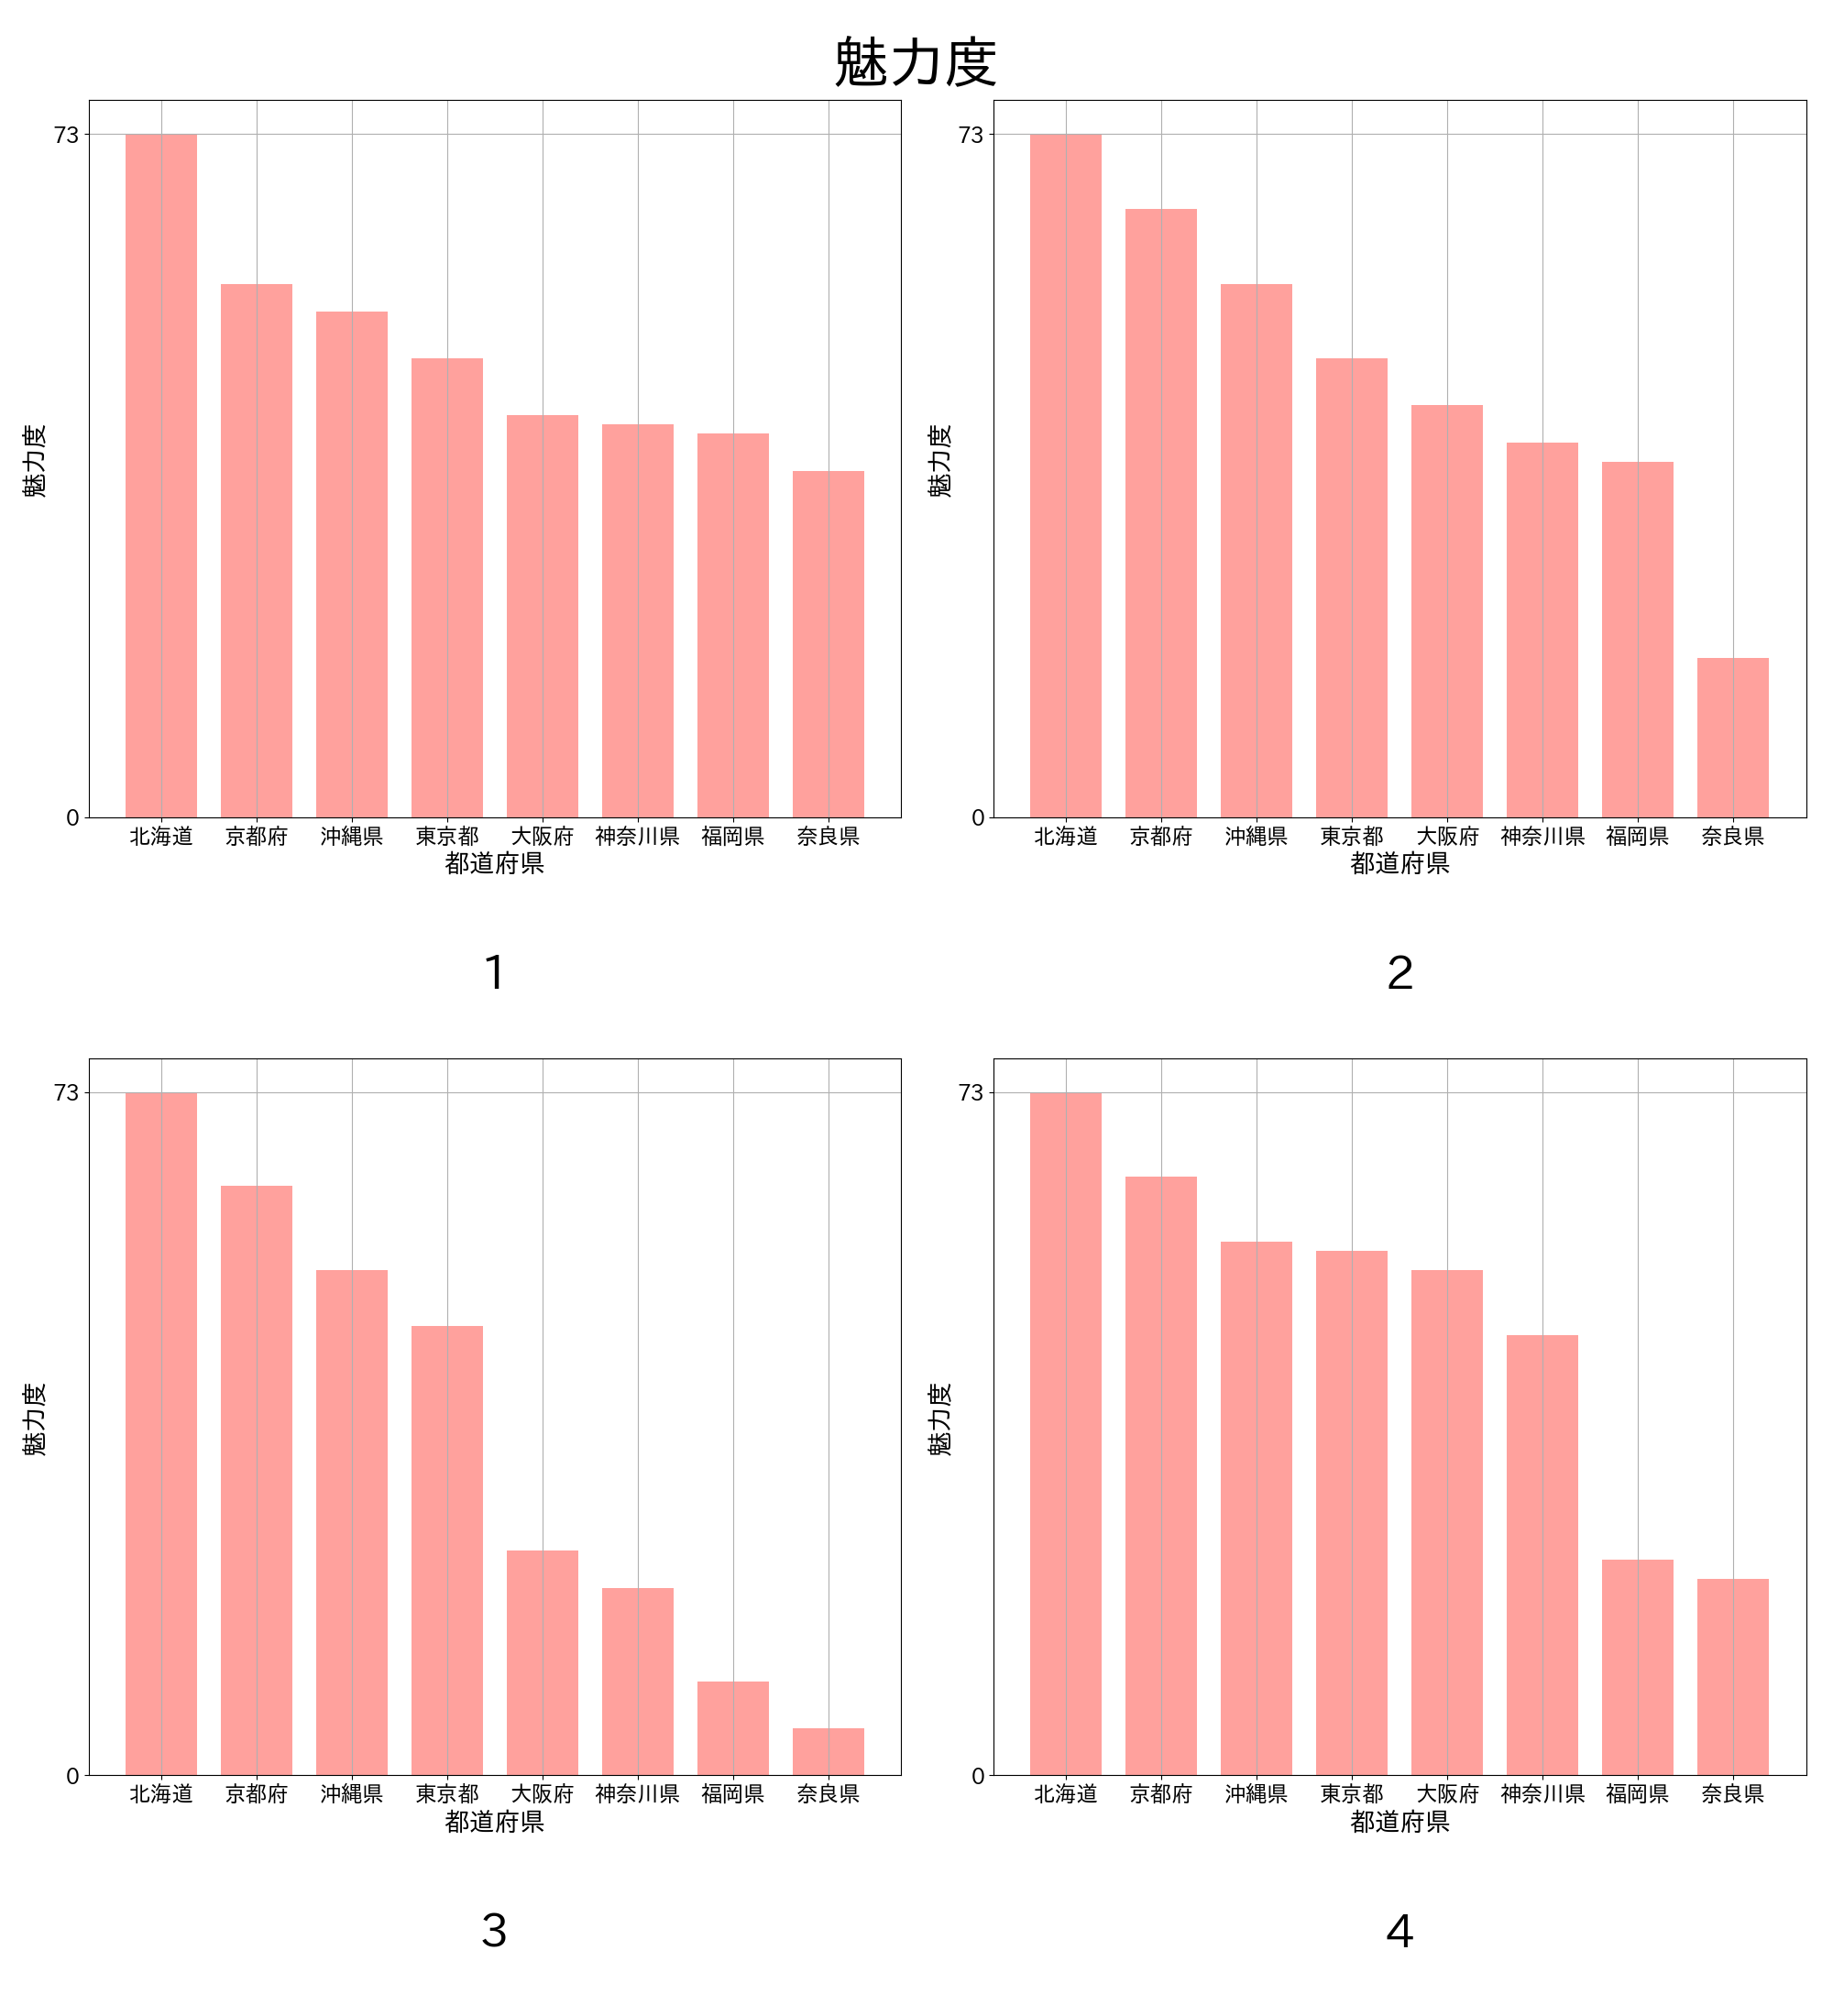 魅力度
73
0
魅力度
北海道 京都府 沖縄県 東京都 大阪府 神奈川県 福岡県 奈良県
都道府県
1
73
0
魅力度
北海道 京都府 沖縄県 東京都 大阪府 神奈川県 福岡県 奈良県
都道府県
2
73
0
魅力度
北海道 京都府 沖縄県 東京都 大阪府 神奈川県 福岡県 奈良県
都道府県
3
73
0
魅力度
北海道 京都府 沖縄県 東京都 大阪府 神奈川県 福岡県 奈良県
都道府県
4